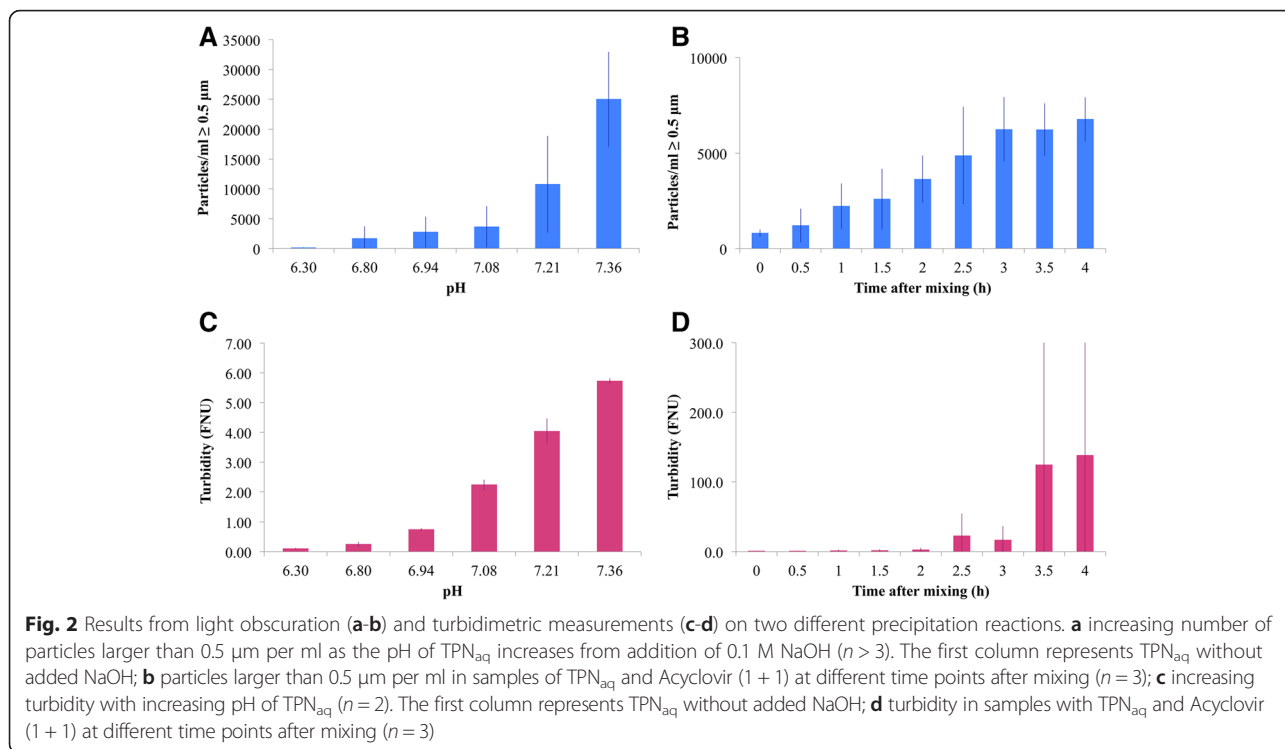 A
35000
30000
25000
20000
15000
10000
5000
0
Particles/ml ≥ 0.5 µm
6.30 6.80 6.94 7.08 7.21 7.36
pH
B
10000
5000
0
Particles/ml ≥ 0.5 µm
0 0.5 1 1.5 2 2.5 3 3.5 4
Time after mixing (h)
C
7.00
6.00
5.00
4.00
3.00
2.00
1.00
0.00
Turbidity (FNU)
6.30 6.80 6.94 7.08 7.21 7.36
pH
D
300.0
200.0
100.0
0.0
Turbidity (FNU)
0 0.5 1 1.5 2 2.5 3 3.5 4
Time after mixing (h)
Fig. 2 Results from light obscuration (a-b) and turbidimetric measurements (c-d) on two different precipitation reactions. a increasing number of
particles larger than 0.5 µm per ml as the pH of TPNaq increases from addition of 0.1 M NaOH (n > 3). The first column represents TPNaq without
added NaOH; b particles larger than 0.5 µm per ml in samples of TPNaq and Acyclovir (1 + 1) at different time points after mixing (n = 3); c increasing
turbidity with increasing pH of TPNaq (n = 2). The first column represents TPNaq without added NaOH; d turbidity in samples with TPNaq and Acyclovir
(1 + 1) at different time points after mixing (n = 3)